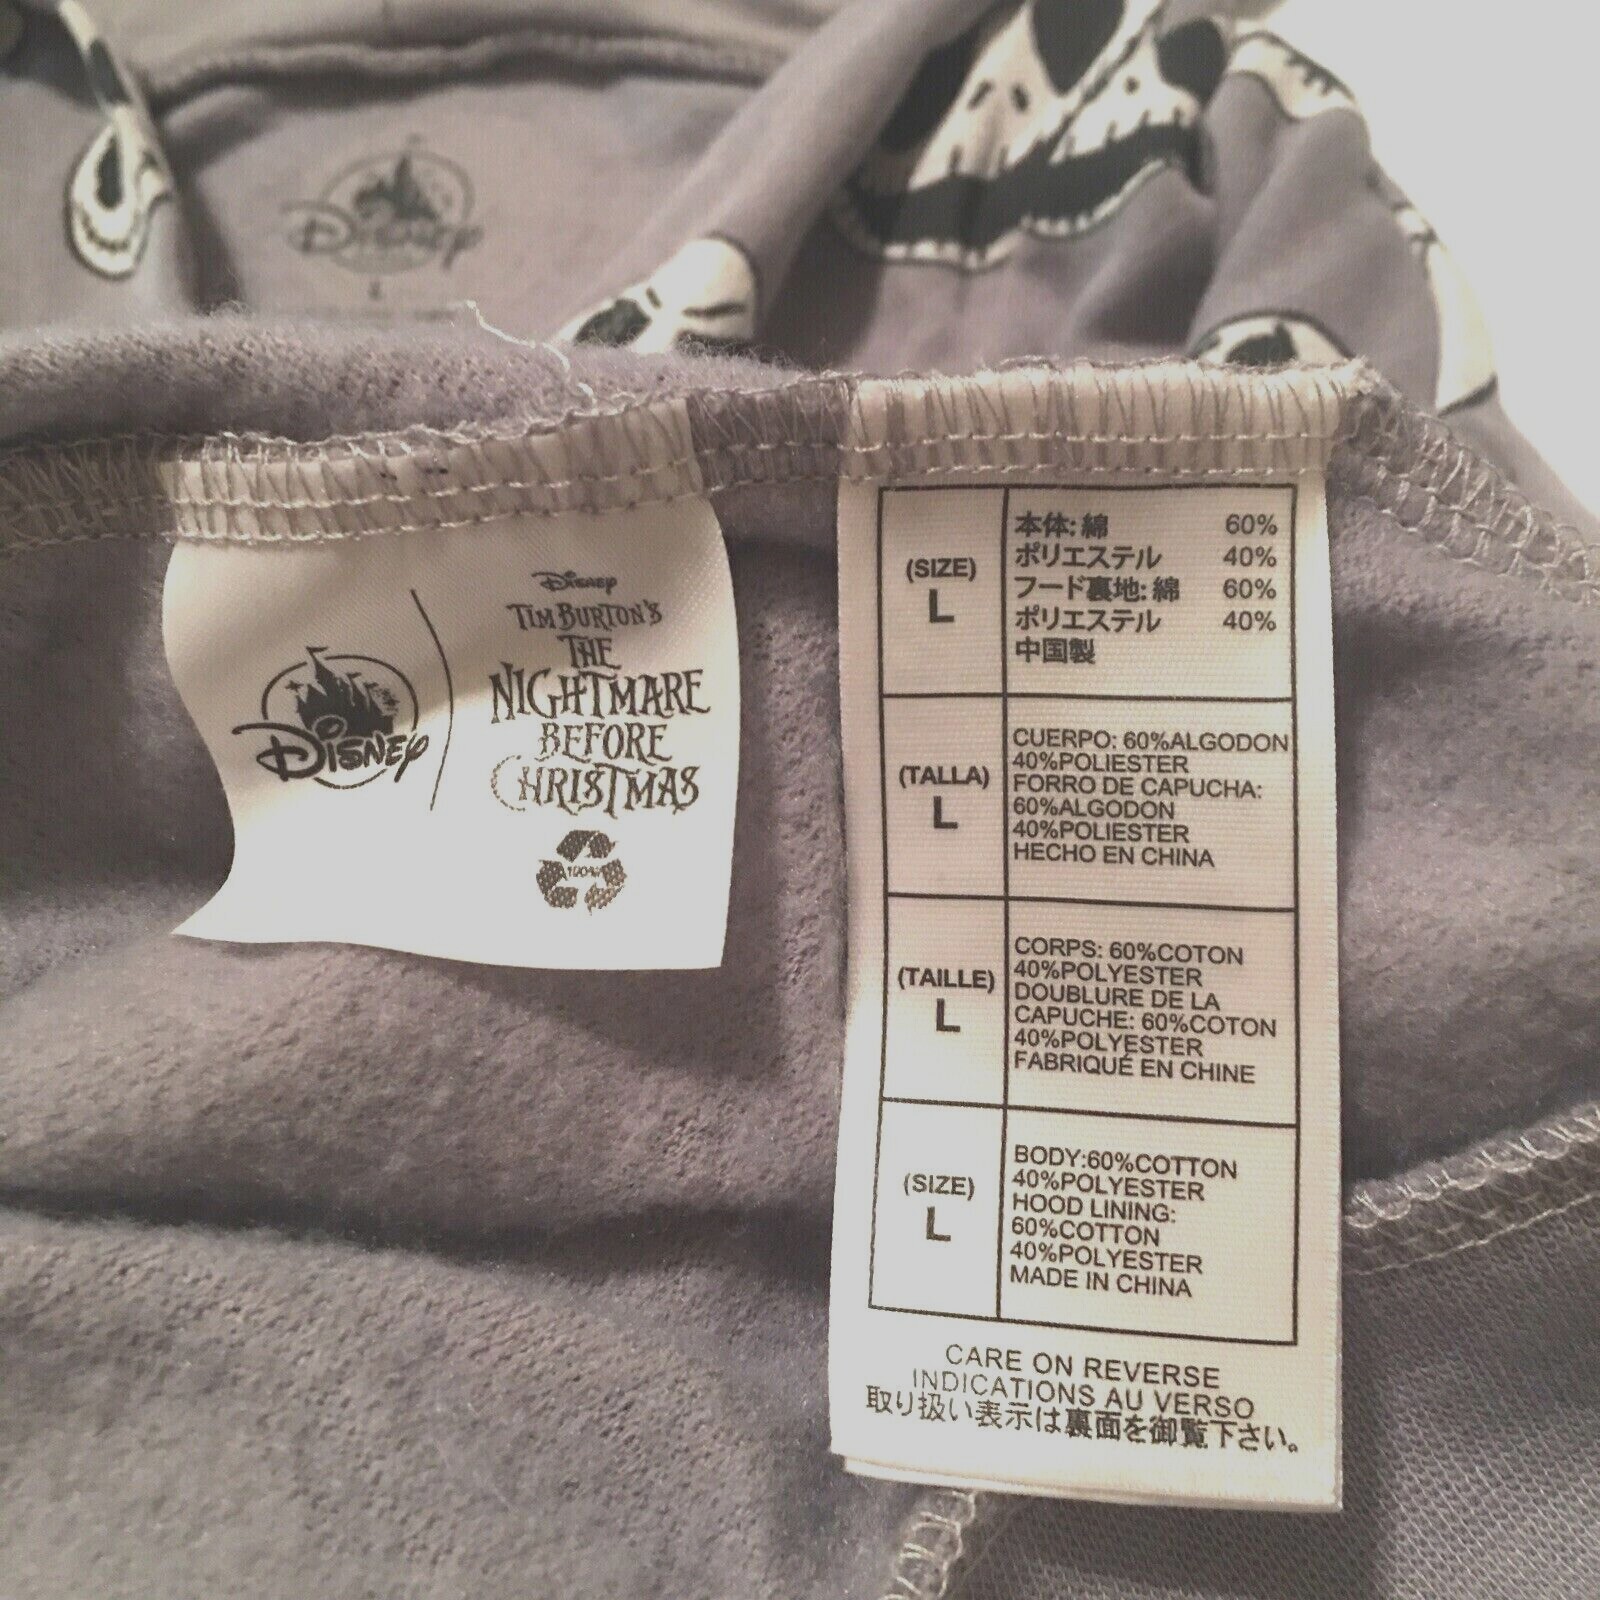 Disney
L
Disney
Disney
TIM BURTON'S
THE
NIGHTMARE
BEFORE
CHRISTMAS
100%
(SIZE)
L
本体: 綿 60%
ポリエステル 40%
フード裏地: 綿 60%
ポリエステル 40%
中国製
(TALLA)
L
CUERPO: 60%ALGODON
40%POLIESTER
FORRO DE CAPUCHA:
60%ALGODON
40%POLIESTER
HECHO EN CHINA
(TAILLE)
L
CORPS: 60%COTON
40%POLYESTER
DOUBLURE DE LA
CAPUCHE: 60%COTON
40%POLYESTER
FABRIQUÉ EN CHINE
(SIZE)
L
BODY:60%COTTON
40%POLYESTER
HOOD LINING:
60%COTTON
40%POLYESTER
MADE IN CHINA
CARE ON REVERSE
INDICATIONS AU VERSO
取り扱い表示は裏面を御覧下さい。